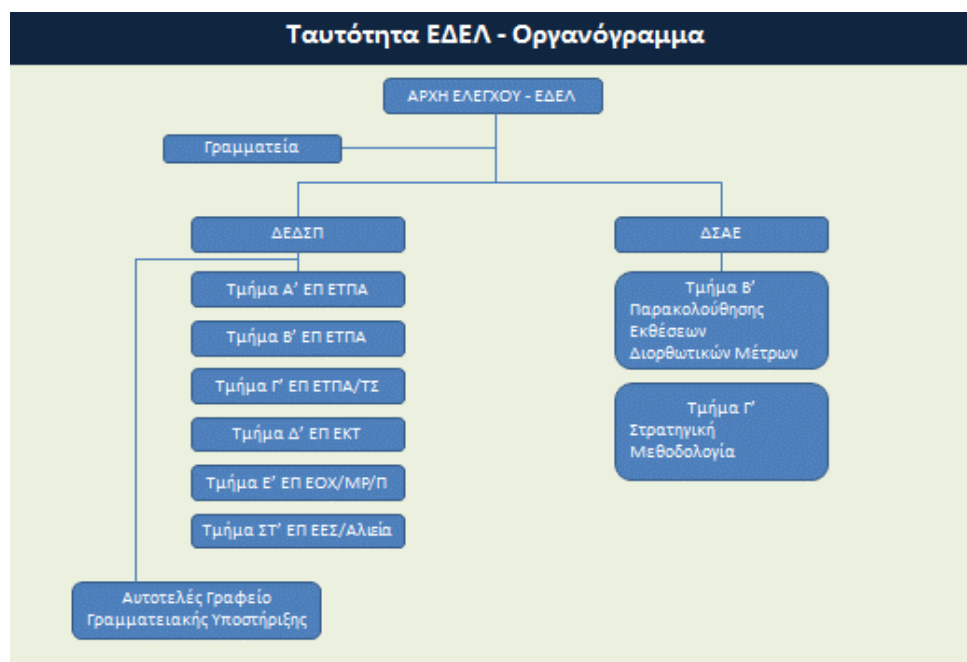 Ταυτότητα ΕΔΕΛ - Οργανόγραμμα
ΑΡΧΗ ΕΛΕΓΧΟΥ - ΕΔΕΛ
Γραμματεία
ΔΕΔΣΠ
ΔΣΑΕ
Τμήμα Α’ ΕΠ ΕΤΠΑ
Τμήμα Β’ ΕΠ ΕΤΠΑ
Τμήμα Γ’ ΕΠ ΕΤΠΑ/ΤΣ
Τμήμα Δ’ ΕΠ ΕΚΤ
Τμήμα Ε’ ΕΠ ΕΟΧ/ΜΡ/Π
Τμήμα ΣΤ’ ΕΠ ΕΕΣ/Αλιεία
Αυτοτελές Γραφείο
Γραμματειακής Υποστήριξης
Τμήμα Β’
Παρακολούθησης
Εκθέσεων
Διορθωτικών Μέτρων
Τμήμα Γ’
Στρατηγική
Μεθοδολογία